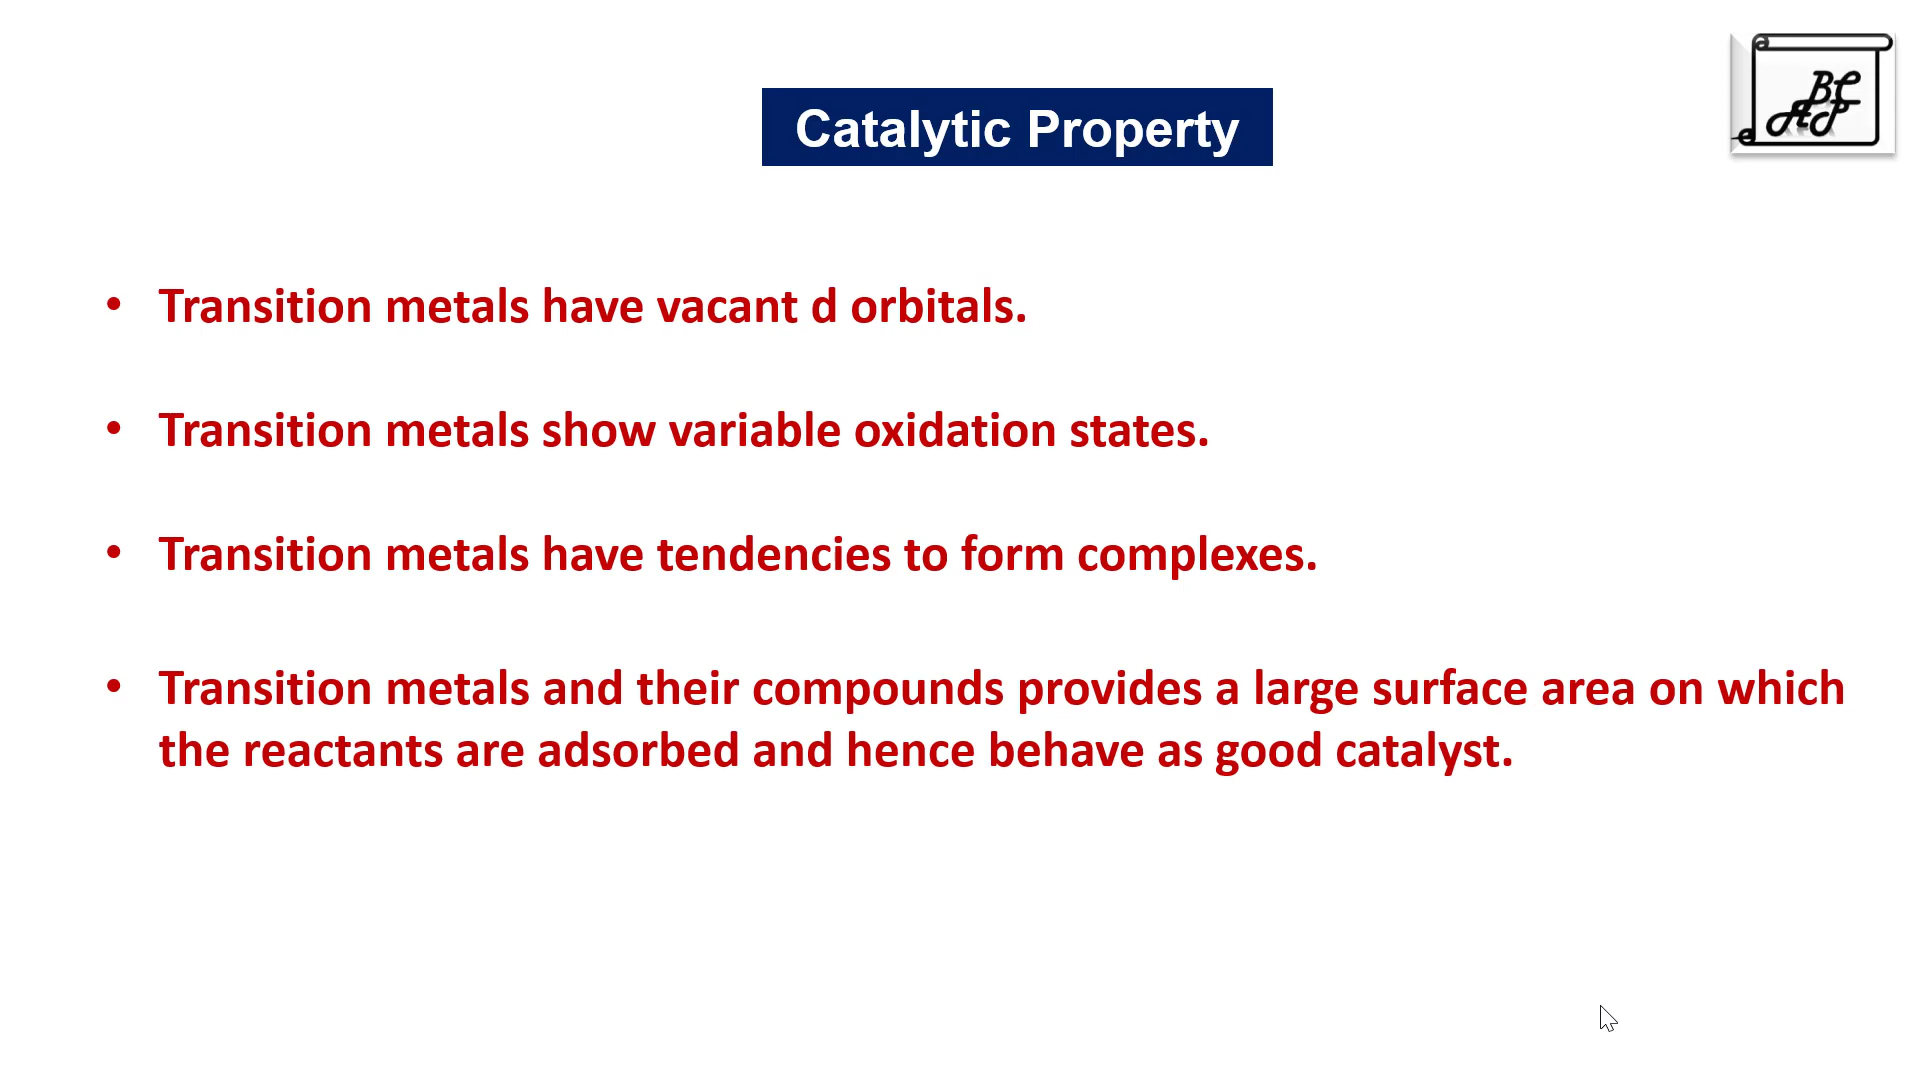 Catalytic Property
• Transition metals have vacant d orbitals.
• Transition metals show variable oxidation states.
• Transition metals have tendencies to form complexes.
• Transition metals and their compounds provides a large surface area on which
the reactants are adsorbed and hence behave as good catalyst.